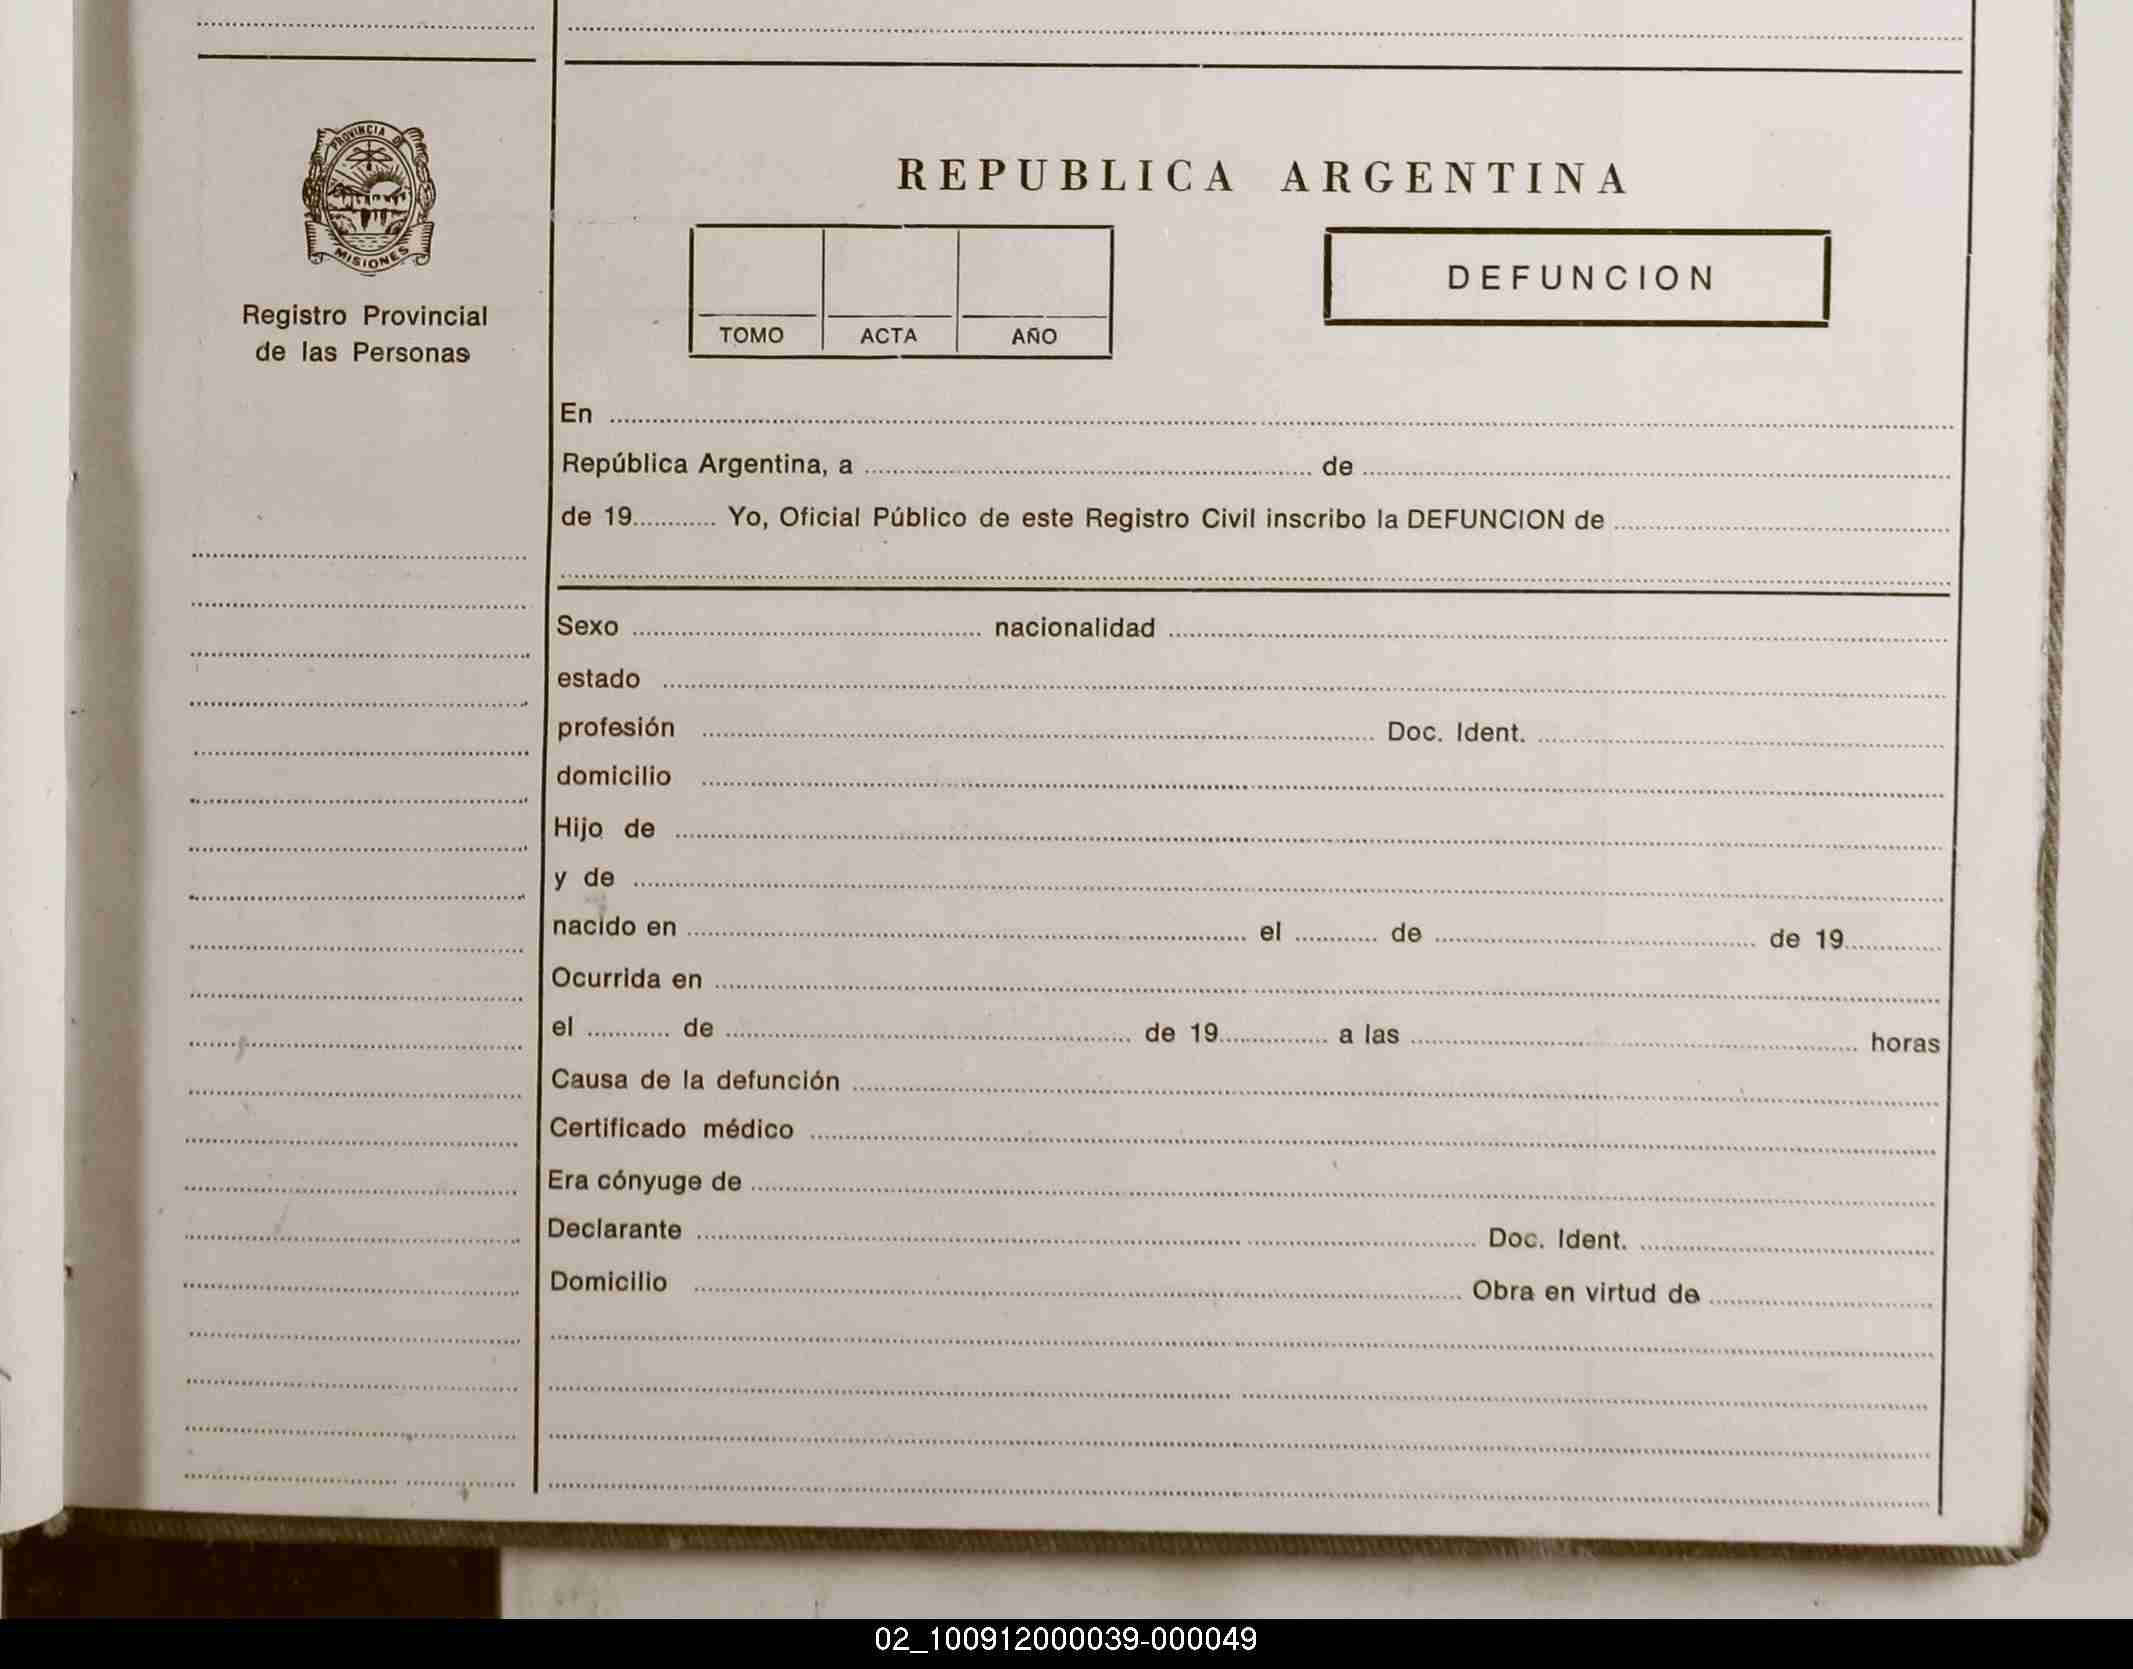 PROVINCIA DE
MISIONES
Registro Provincial
de las Personas
REPUBLICA ARGENTINA
TOMO ACTA AÑO
DEFUNCION
En
República Argentina, a de
de 19 Yo, Oficial Público de este Registro Civil inscribo la DEFUNCION de
Sexo nacionalidad
estado
profesión Doc. Ident.
domicilio
Hijo de
y de
nacido en el de de 19
Ocurrida en
el de de 19 a las horas
Causa de la defunción
Certificado médico
Era cónyuge de
Declarante Doc. Ident.
Domicilio Obra en virtud de
02_100912000039-000049